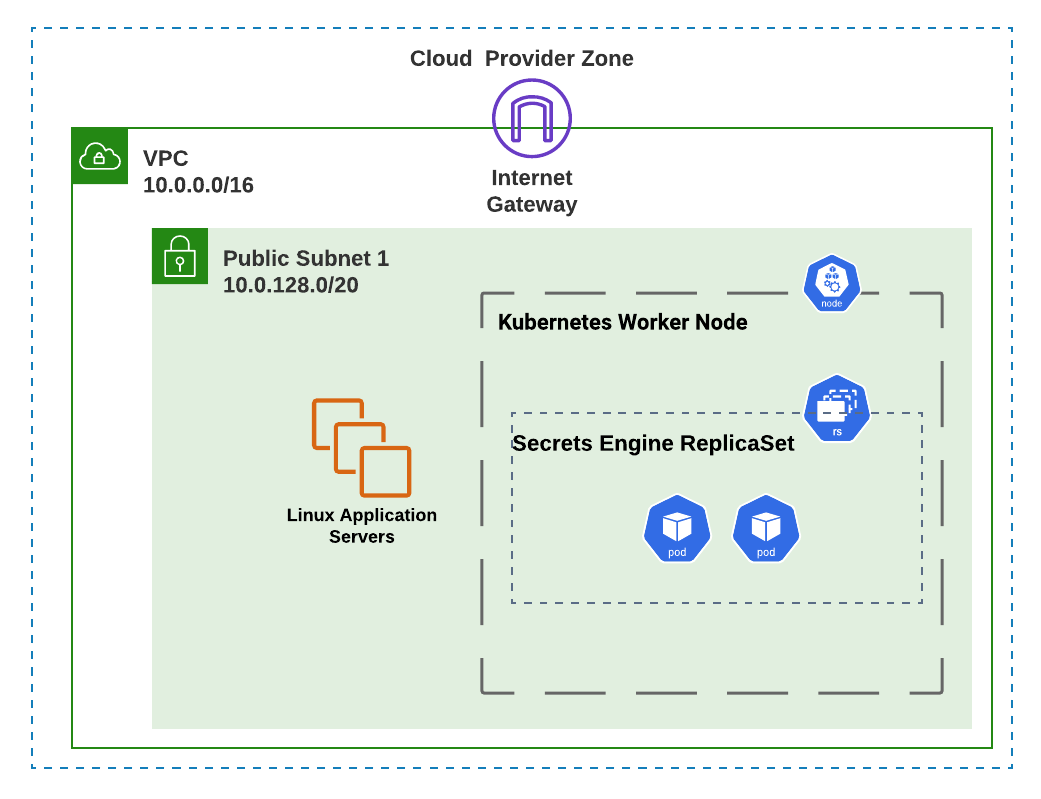 Cloud  Provider Zone
VPC
10.0.0.0/16
Internet
Gateway
Public Subnet 1
10.0.128.0/20
node
Kubernetes Worker Node
rs
Secrets Engine ReplicaSet
Linux Application
Servers
pod
pod